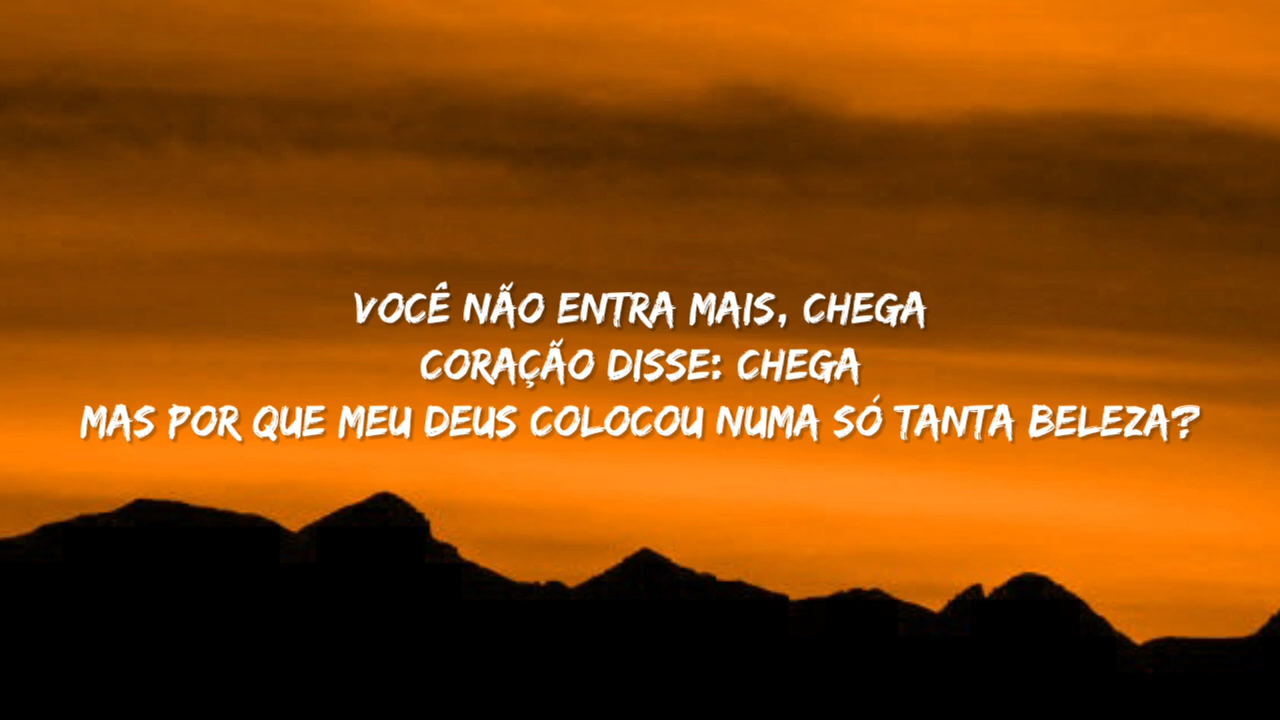 VOCÊ NÃO ENTRA MAIS, CHEGA
CORAÇÃO DISSE: CHEGA
MAS POR QUE MEU DEUS COLOCOU NUMA SÓ TANTA BELEZA?